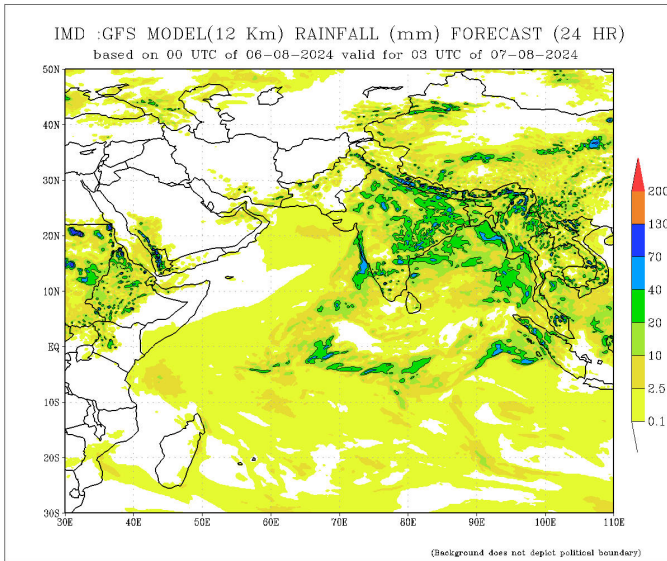 IMD :GFS MODEL(12 Km) RAINFALL (mm) FORECAST (24 HR)
based on 00 UTC of 06-08-2024 valid for 03 UTC of 07-08-2024
50N
40N
30N
20N
10N
EQ
10S
20S
30S
30E 40E 50E 60E 70E 80E 90E 100E 110E
200
130
70
40
20
10
2.5
0.1
(Background does not depict political boundary)